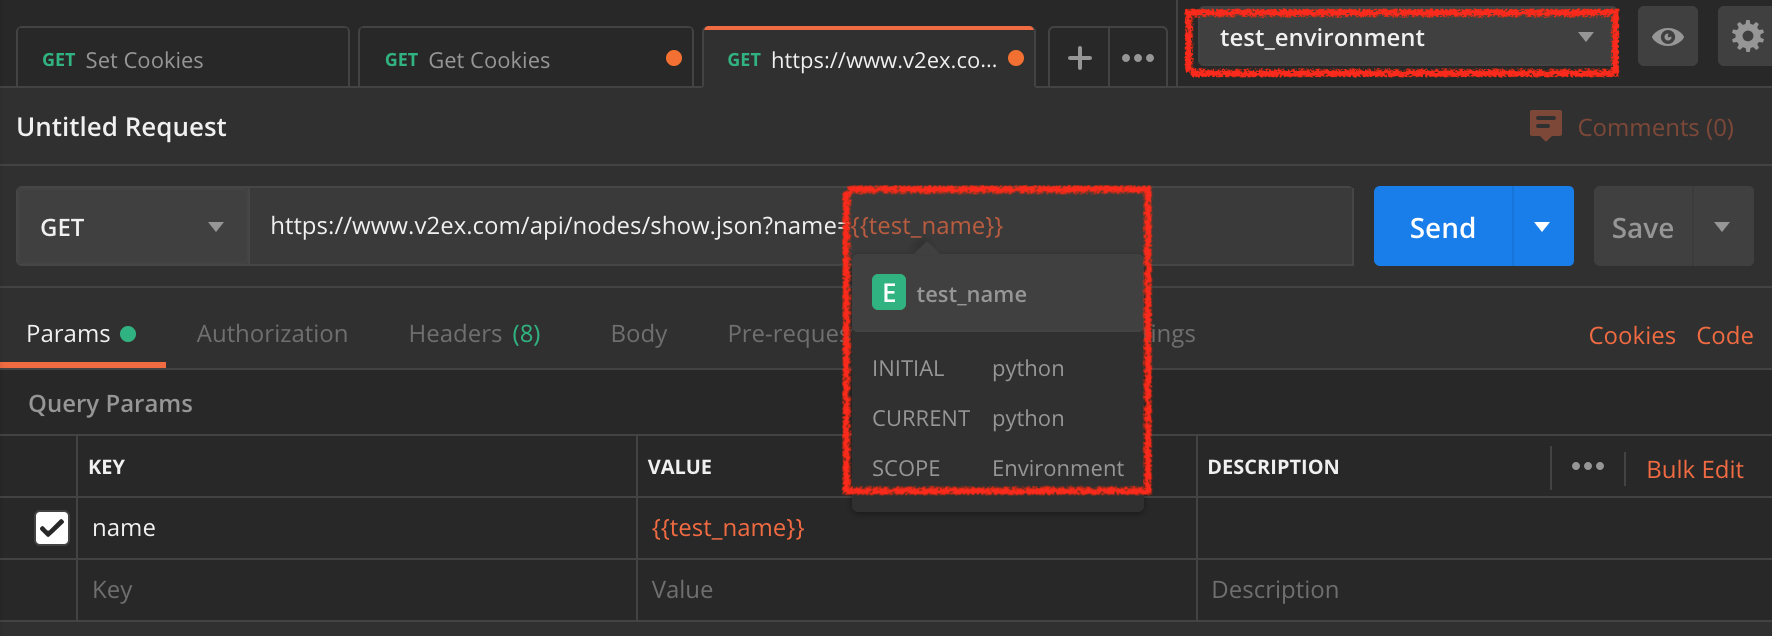 GET Set Cookies
GET Get Cookies
GET https://www.v2ex.co...
test_environment
Untitled Request
Comments (0)
GET
https://www.v2ex.com/api/nodes/show.json?name={{test_name}}
Send
Save
E test_name
INITIAL python
CURRENT python
SCOPE Environment
Params
Authorization
Headers (8)
Body
Pre-reques
ings
Cookies
Code
Query Params
KEY
VALUE
DESCRIPTION
Bulk Edit
name
{{test_name}}
Key
Value
Description